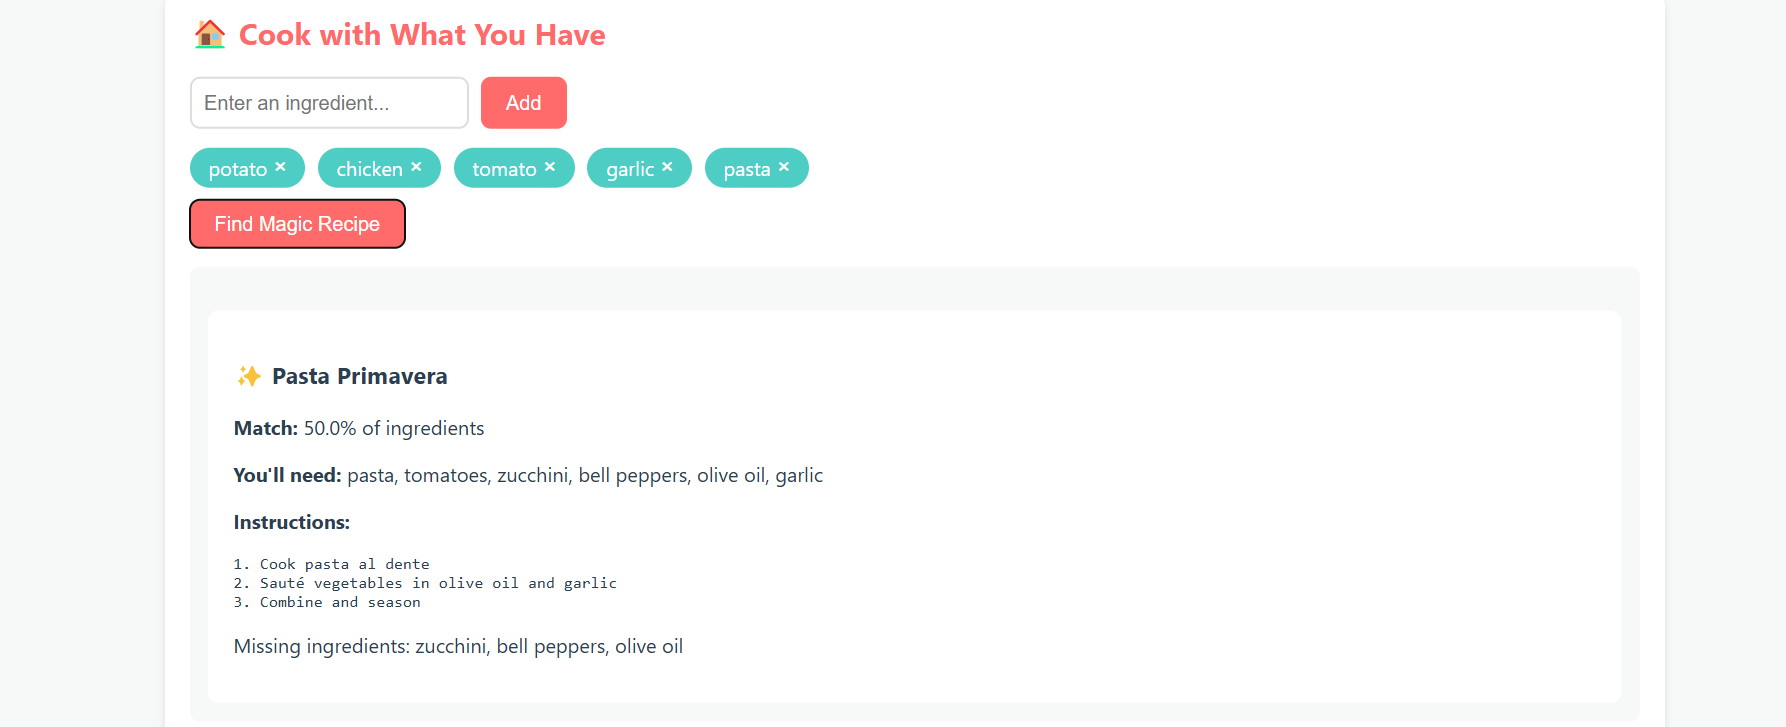 Cook with What You Have
Enter an ingredient...
Add
potato × chicken × tomato × garlic × pasta ×
Find Magic Recipe
Pasta Primavera
Match: 50.0% of ingredients
You'll need: pasta, tomatoes, zucchini, bell peppers, olive oil, garlic
Instructions:
1. Cook pasta al dente
2. Sauté vegetables in olive oil and garlic
3. Combine and season
Missing ingredients: zucchini, bell peppers, olive oil